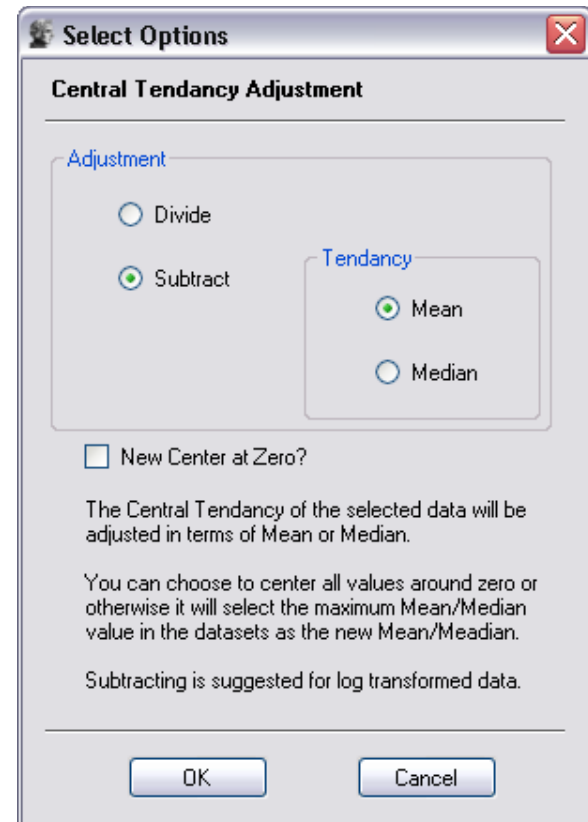 Select Options
Central Tendancy Adjustment
Adjustment
Divide
Subtract
Tendancy
Mean
Median
New Center at Zero?
The Central Tendancy of the selected data will be
adjusted in terms of Mean or Median.
You can choose to center all values around zero or
otherwise it will select the maximum Mean/Median
value in the datasets as the new Mean/Meadian.
Subtracting is suggested for log transformed data.
OK
Cancel